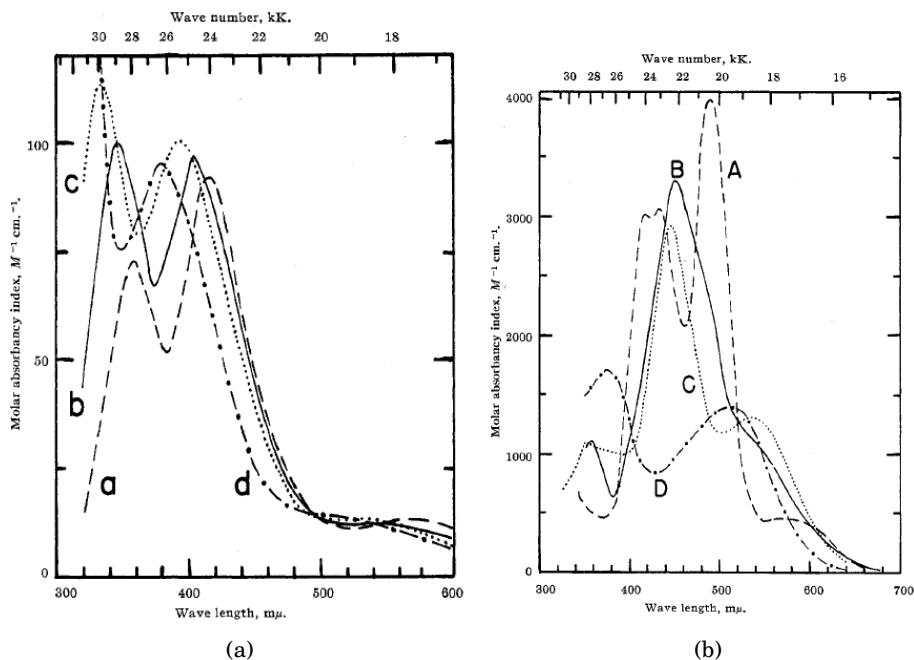 Wave number, kK.
30 28 26 24 22 20 18
100
50
0
Molar absorbancy index, M⁻¹ cm.⁻¹.
c
b
a
d
300 400 500 600
Wave length, mμ.
(a)
Wave number, kK.
30 28 26 24 22 20 18 16
4000
3000
2000
1000
0
Molar absorbancy index, M⁻¹ cm.⁻¹.
B
A
C
D
300 400 500 600 700
Wave length, mμ.
(b)